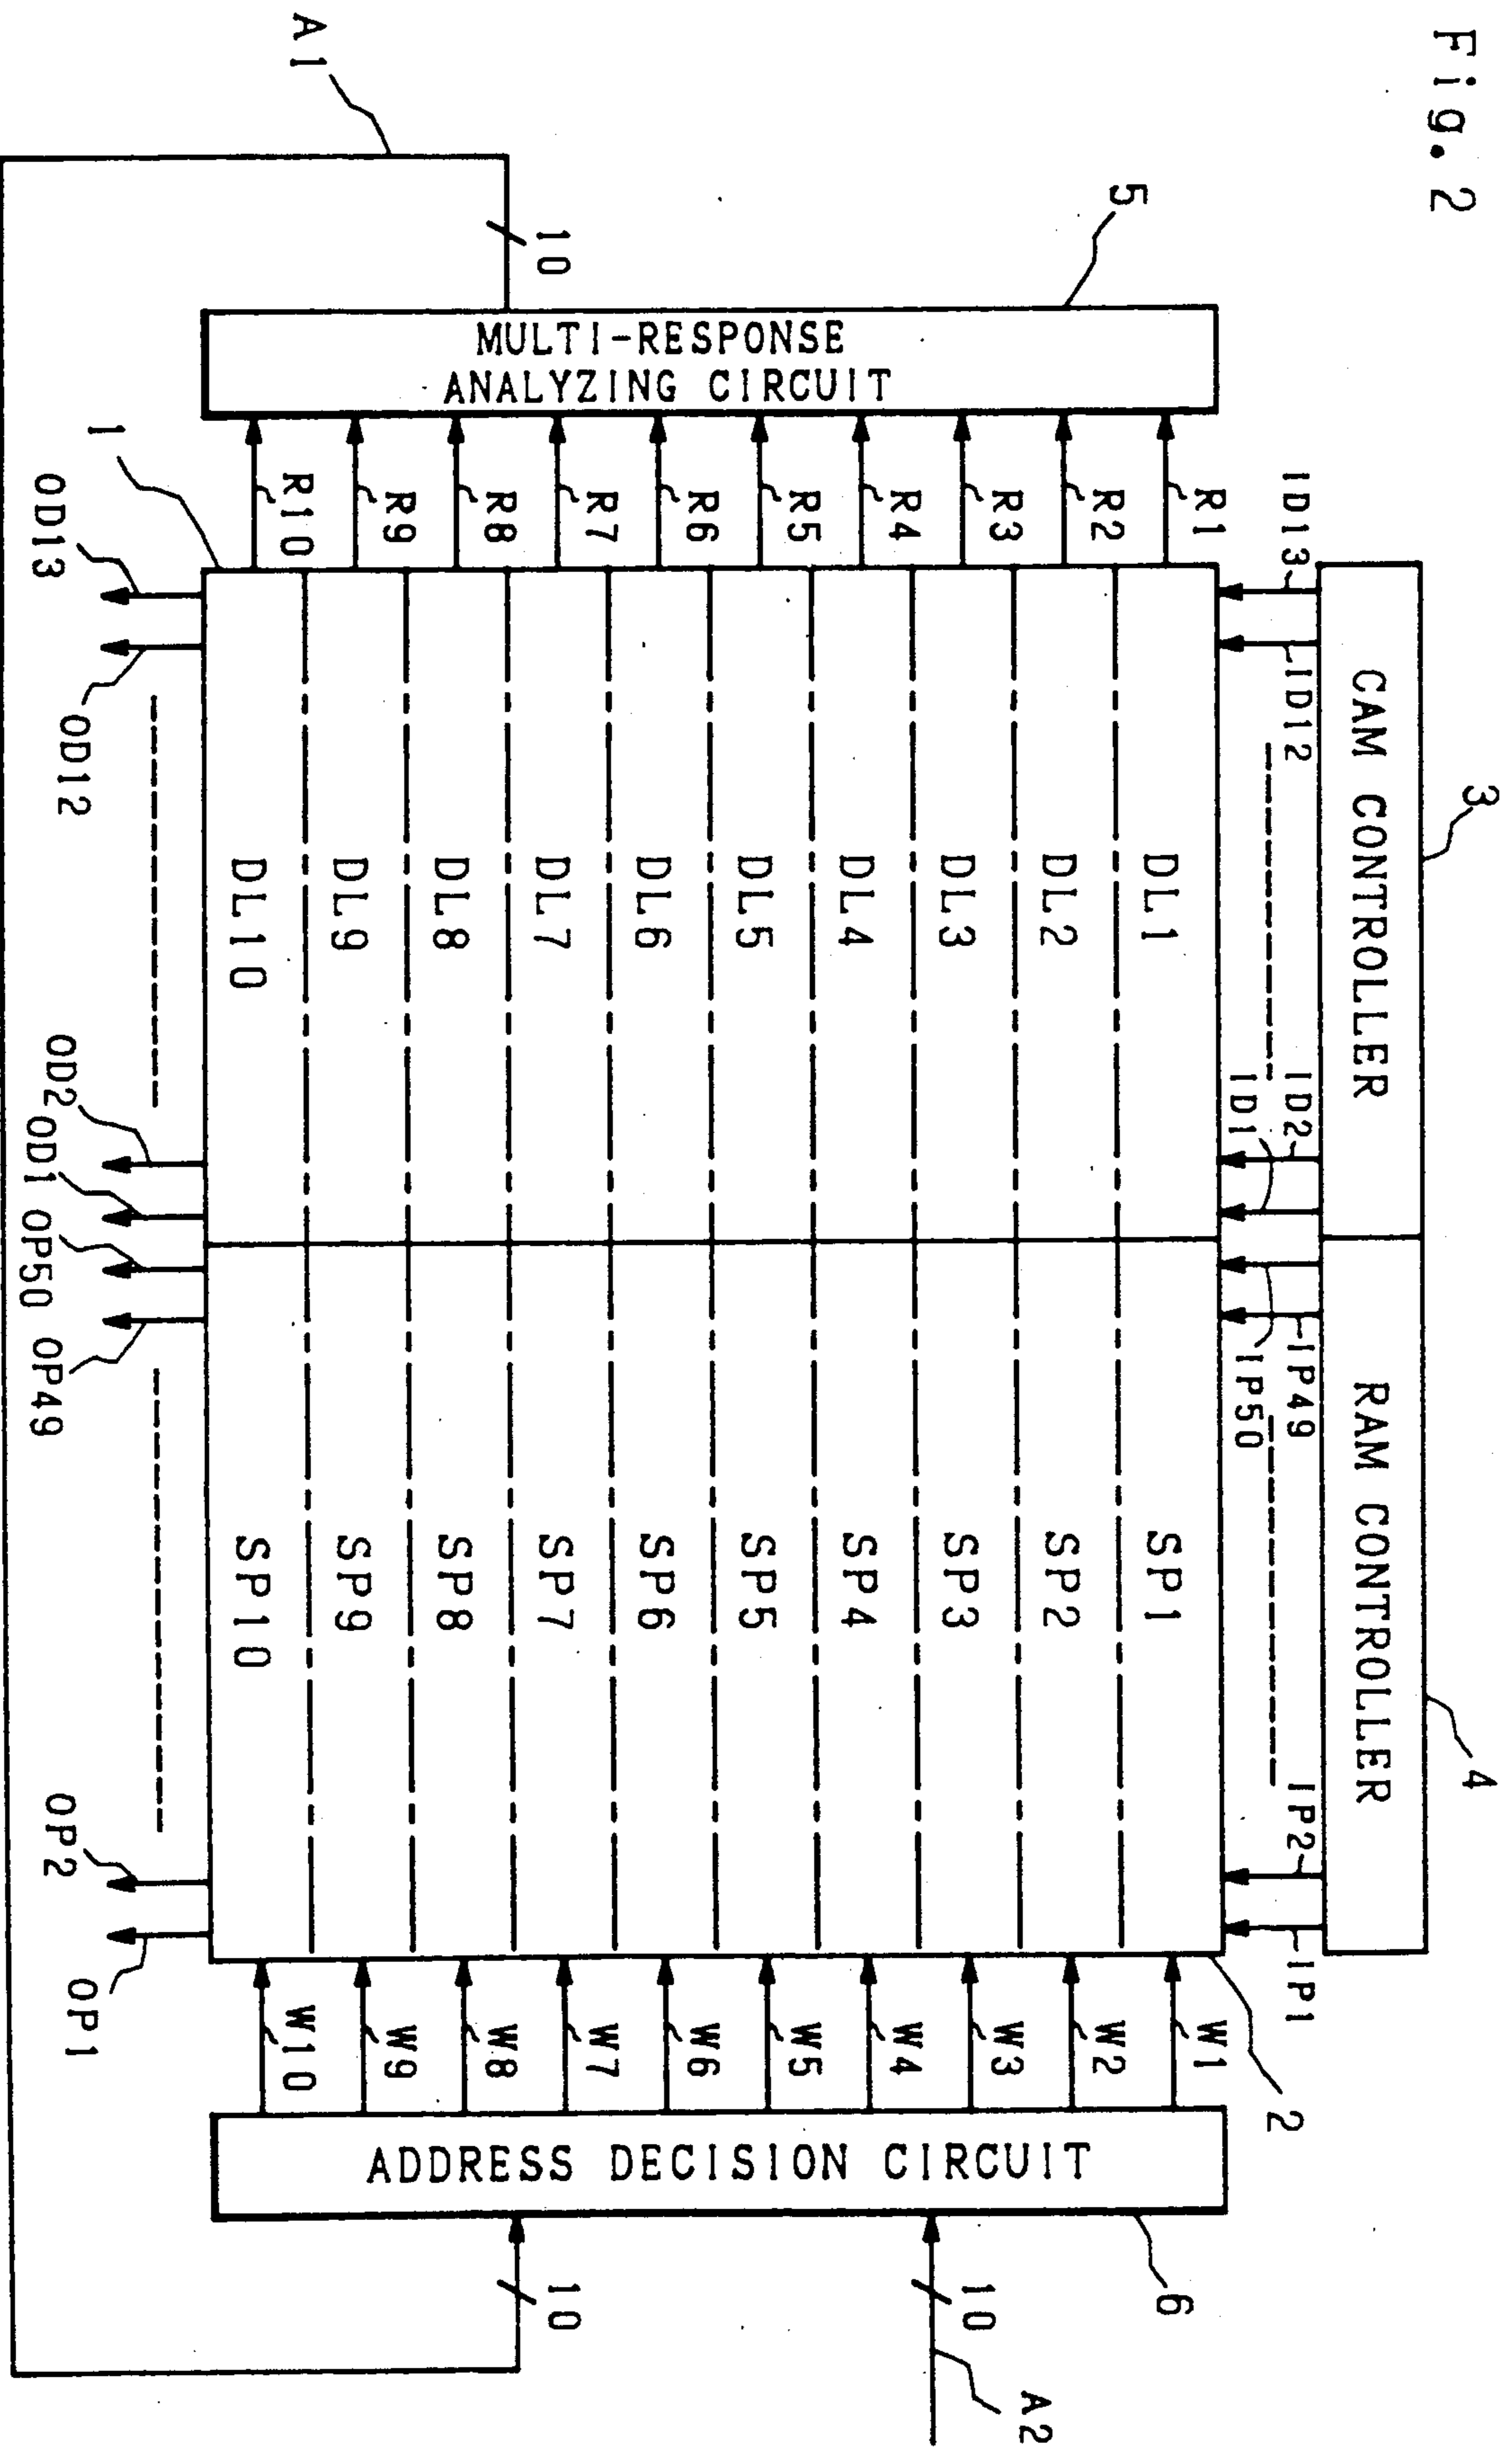 Fig. 2
3
4
CAM CONTROLLER
RAM CONTROLLER
ID13
ID12
ID2
ID1
IP49
IP50
IP2
IP1
5
2
6
R1
DL1
SP1
W1
R2
DL2
SP2
W2
R3
DL3
SP3
W3
R4
DL4
SP4
W4
R5
DL5
SP5
W5
R6
DL6
SP6
W6
R7
DL7
SP7
W7
R8
DL8
SP8
W8
R9
DL9
SP9
W9
R10
DL10
SP10
W10
MULTI-RESPONSE
ANALYZING CIRCUIT
ADDRESS DECISION CIRCUIT
10
A2
10
10
A1
1
OD13
OD12
OD2
OD1
OP50
OP49
OP2
OP1